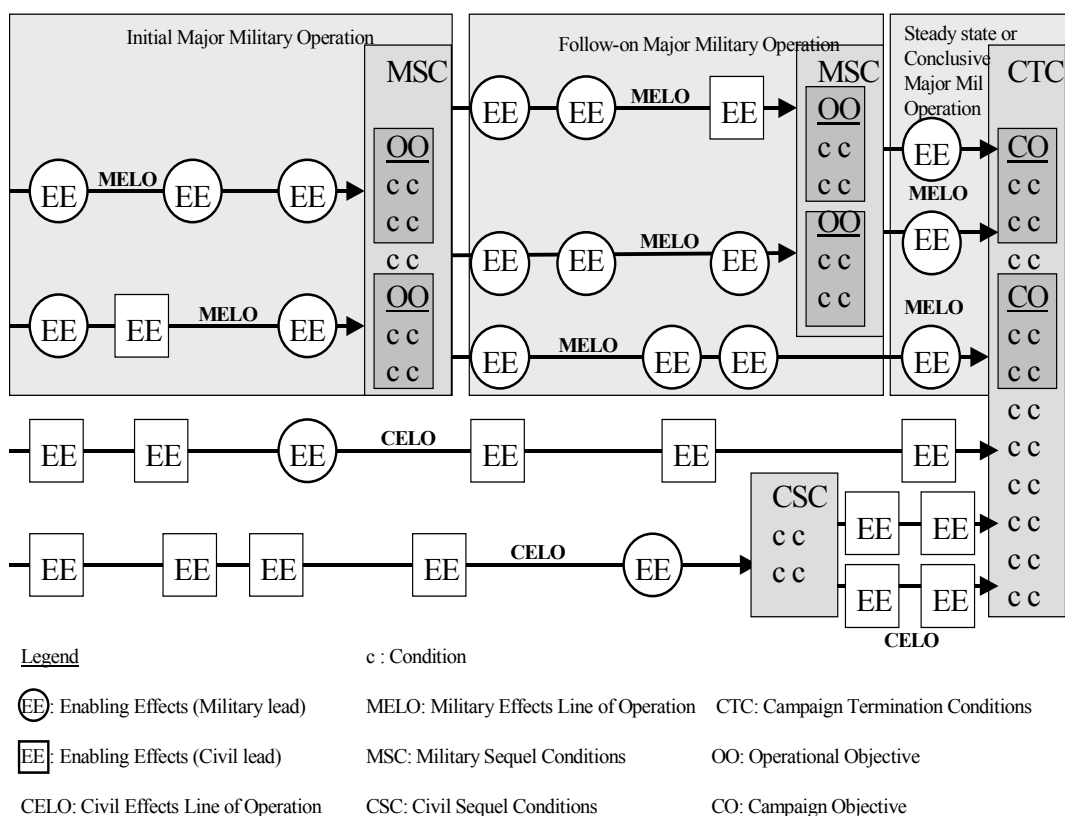 Initial Major Military Operation
Follow-on Major Military Operation
Steady state or
Conclusive
Major Mil
Operation
MSC
MSC
CTC
OO
c c
c c
c c
OO
c c
c c
EE
MELO
EE
EE
EE
EE
MELO
EE
EE
EE
MELO
EE
OO
c c
c c
OO
c c
c c
EE
EE
MELO
EE
EE
MELO
EE
EE
EE
MELO
EE
MELO
EE
CO
c c
c c
c c
CO
c c
c c
c c
c c
c c
c c
c c
c c
EE
EE
EE
CELO
EE
EE
EE
EE
EE
EE
EE
CELO
EE
CSC
c c
c c
EE
EE
EE
EE
CELO
Legend
c : Condition
EE: Enabling Effects (Military lead)
MELO: Military Effects Line of Operation
CTC: Campaign Termination Conditions
EE: Enabling Effects (Civil lead)
MSC: Military Sequel Conditions
OO: Operational Objective
CELO: Civil Effects Line of Operation
CSC: Civil Sequel Conditions
CO: Campaign Objective